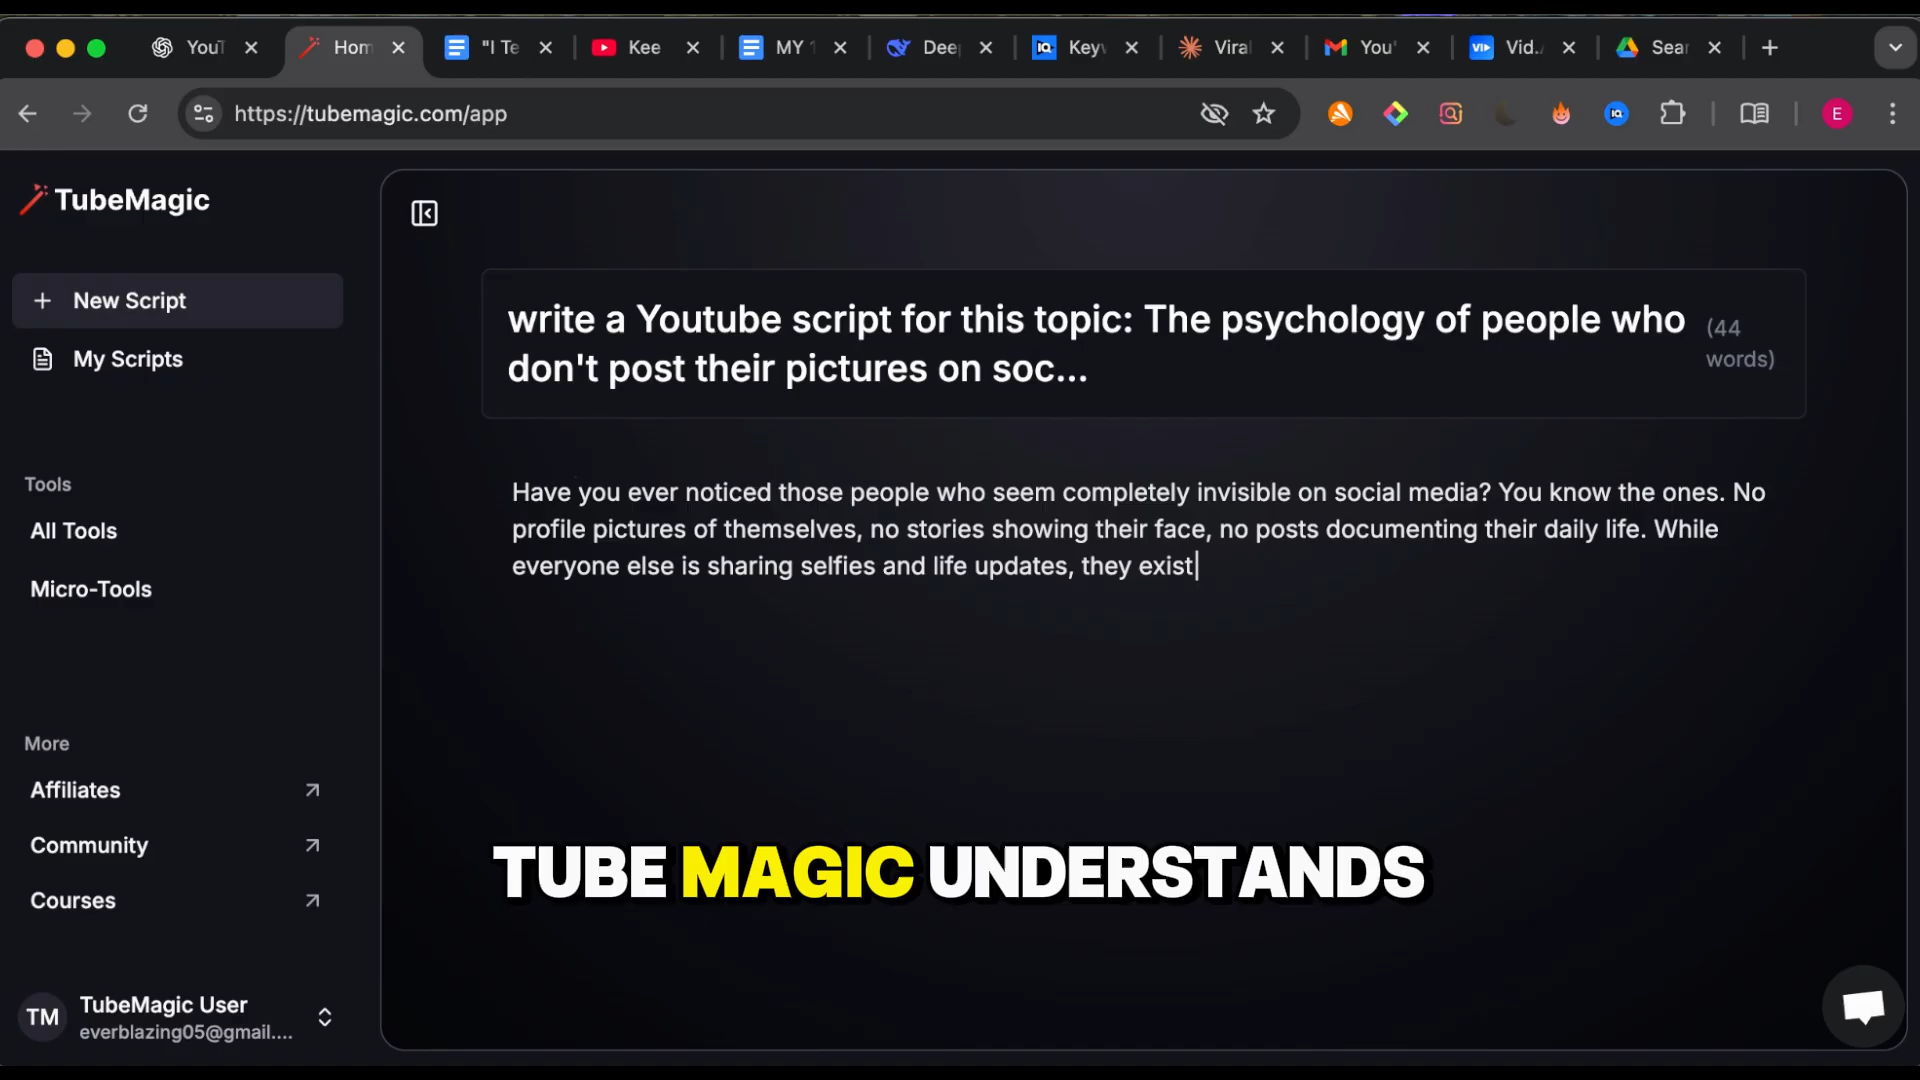 YouT
Hom
"I Te
Kee
MY 1
Deep
Keyv
Viral
You'
Vid.
Sear
https://tubemagic.com/app
E
TubeMagic
New Script
My Scripts
Tools
All Tools
Micro-Tools
More
Affiliates
Community
Courses
TM
TubeMagic User
everblazing05@gmail....
write a Youtube script for this topic: The psychology of people who
don't post their pictures on soc...
(44
words)
Have you ever noticed those people who seem completely invisible on social media? You know the ones. No
profile pictures of themselves, no stories showing their face, no posts documenting their daily life. While
everyone else is sharing selfies and life updates, they exist
TUBE MAGIC UNDERSTANDS